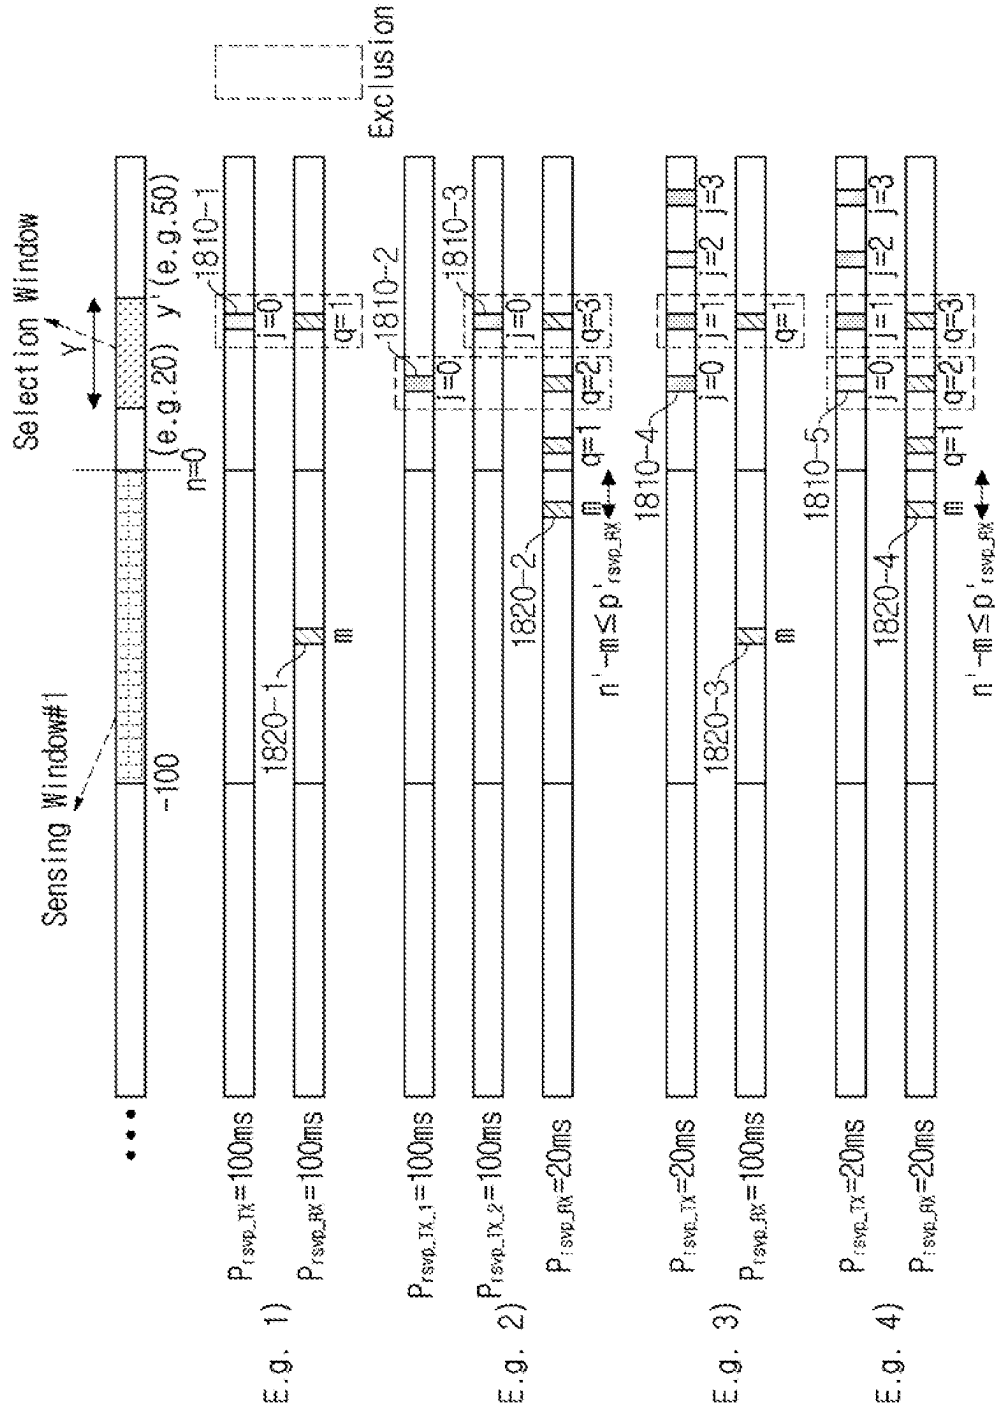 Sensing Window#1
Selection Window
Y
-100
n=0
(e.g.20) y'(e.g.50)
Exclusion
E.g. 1)
Prsvp_TX=100ms
1810-1
j=0
Prsvp_RX=100ms
1820-1
m
q=1
E.g. 2)
Prsvp_TX_1=100ms
1810-2
j=0
Prsvp_TX_2=100ms
1810-3
j=0
Prsvp_RX=20ms
1820-2
m
q=1
q=2
q=3
n'-m≤p'rsvp_RX
E.g. 3)
Prsvp_TX=20ms
1810-4
j=0
j=1
j=2
j=3
Prsvp_RX=100ms
1820-3
m
q=1
E.g. 4)
Prsvp_TX=20ms
1810-5
j=0
j=1
j=2
j=3
Prsvp_RX=20ms
1820-4
m
q=1
q=2
q=3
n'-m≤p'rsvp_RX